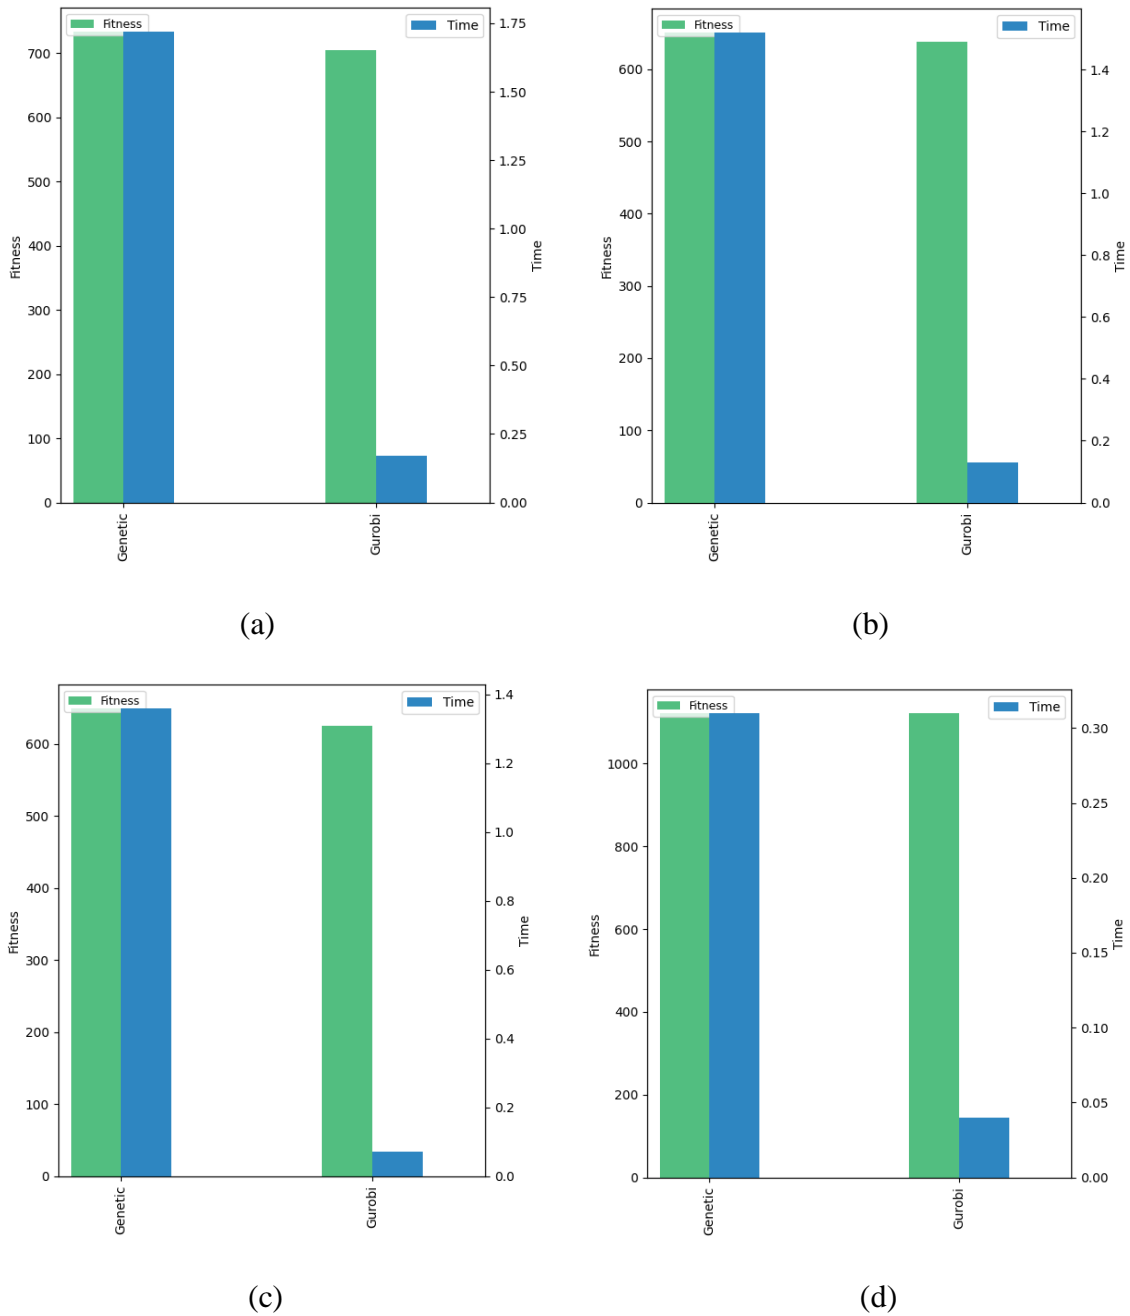 Fitness
Time
700
600
500
400
300
200
100
0
Fitness
1.75
1.50
1.25
1.00
0.75
0.50
0.25
0.00
Time
Genetic
Gurobi
(a)
Fitness
Time
600
500
400
300
200
100
0
Fitness
1.4
1.2
1.0
0.8
0.6
0.4
0.2
0.0
Time
Genetic
Gurobi
(b)
Fitness
Time
600
500
400
300
200
100
0
Fitness
1.4
1.2
1.0
0.8
0.6
0.4
0.2
0.0
Time
Genetic
Gurobi
(c)
Fitness
Time
1000
800
600
400
200
0
Fitness
0.30
0.25
0.20
0.15
0.10
0.05
0.00
Time
Genetic
Gurobi
(d)